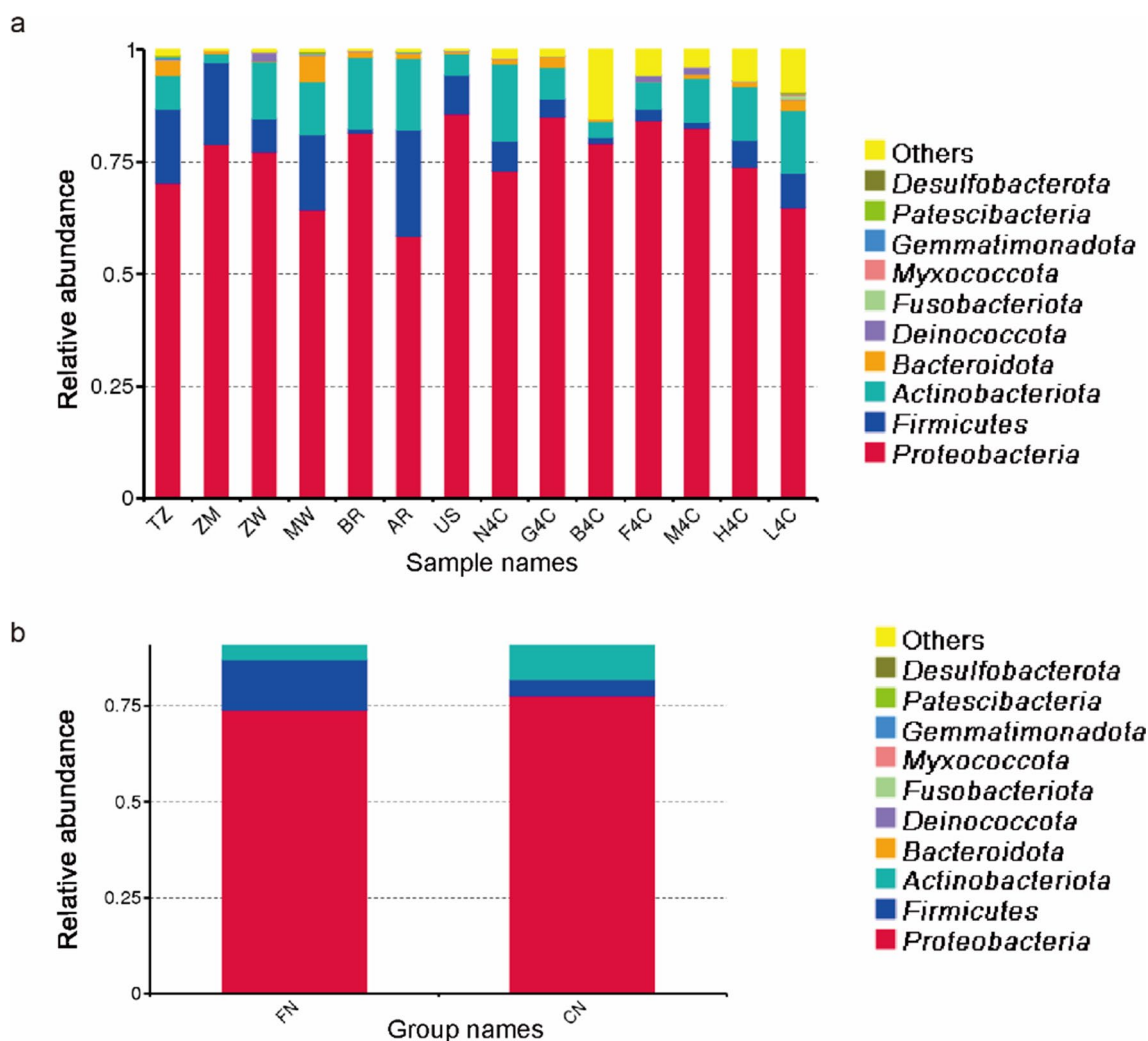 a
1
0.75
0.5
0.25
0
Relative abundance
TZ
ZM
ZW
MW
BR
AR
US
N4C
G4C
B4C
F4C
M4C
H4C
L4C
Sample names
Others
Desulfobacterota
Patescibacteria
Gemmatimonadota
Myxococcota
Fusobacteriota
Deinococcota
Bacteroidota
Actinobacteriota
Firmicutes
Proteobacteria
b
0.75
0.5
0.25
0
Relative abundance
FN
CN
Group names
Others
Desulfobacterota
Patescibacteria
Gemmatimonadota
Myxococcota
Fusobacteriota
Deinococcota
Bacteroidota
Actinobacteriota
Firmicutes
Proteobacteria